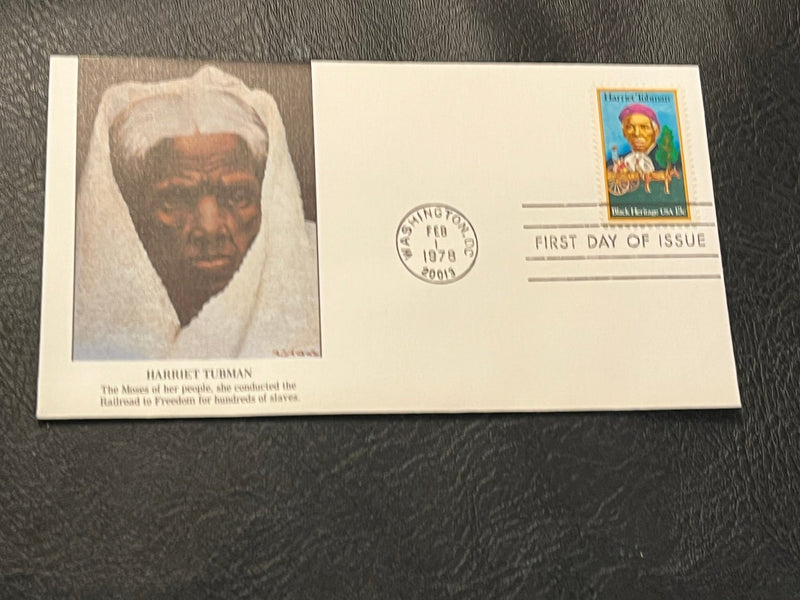 HARRIET TUBMAN
The Moses of her people, she conducted the
Railroad to Freedom for hundreds of slaves.
WASHINGTON, DC
FEB
1
1978
20013
Harriet Tubman
Black Heritage USA 13c
FIRST DAY OF ISSUE